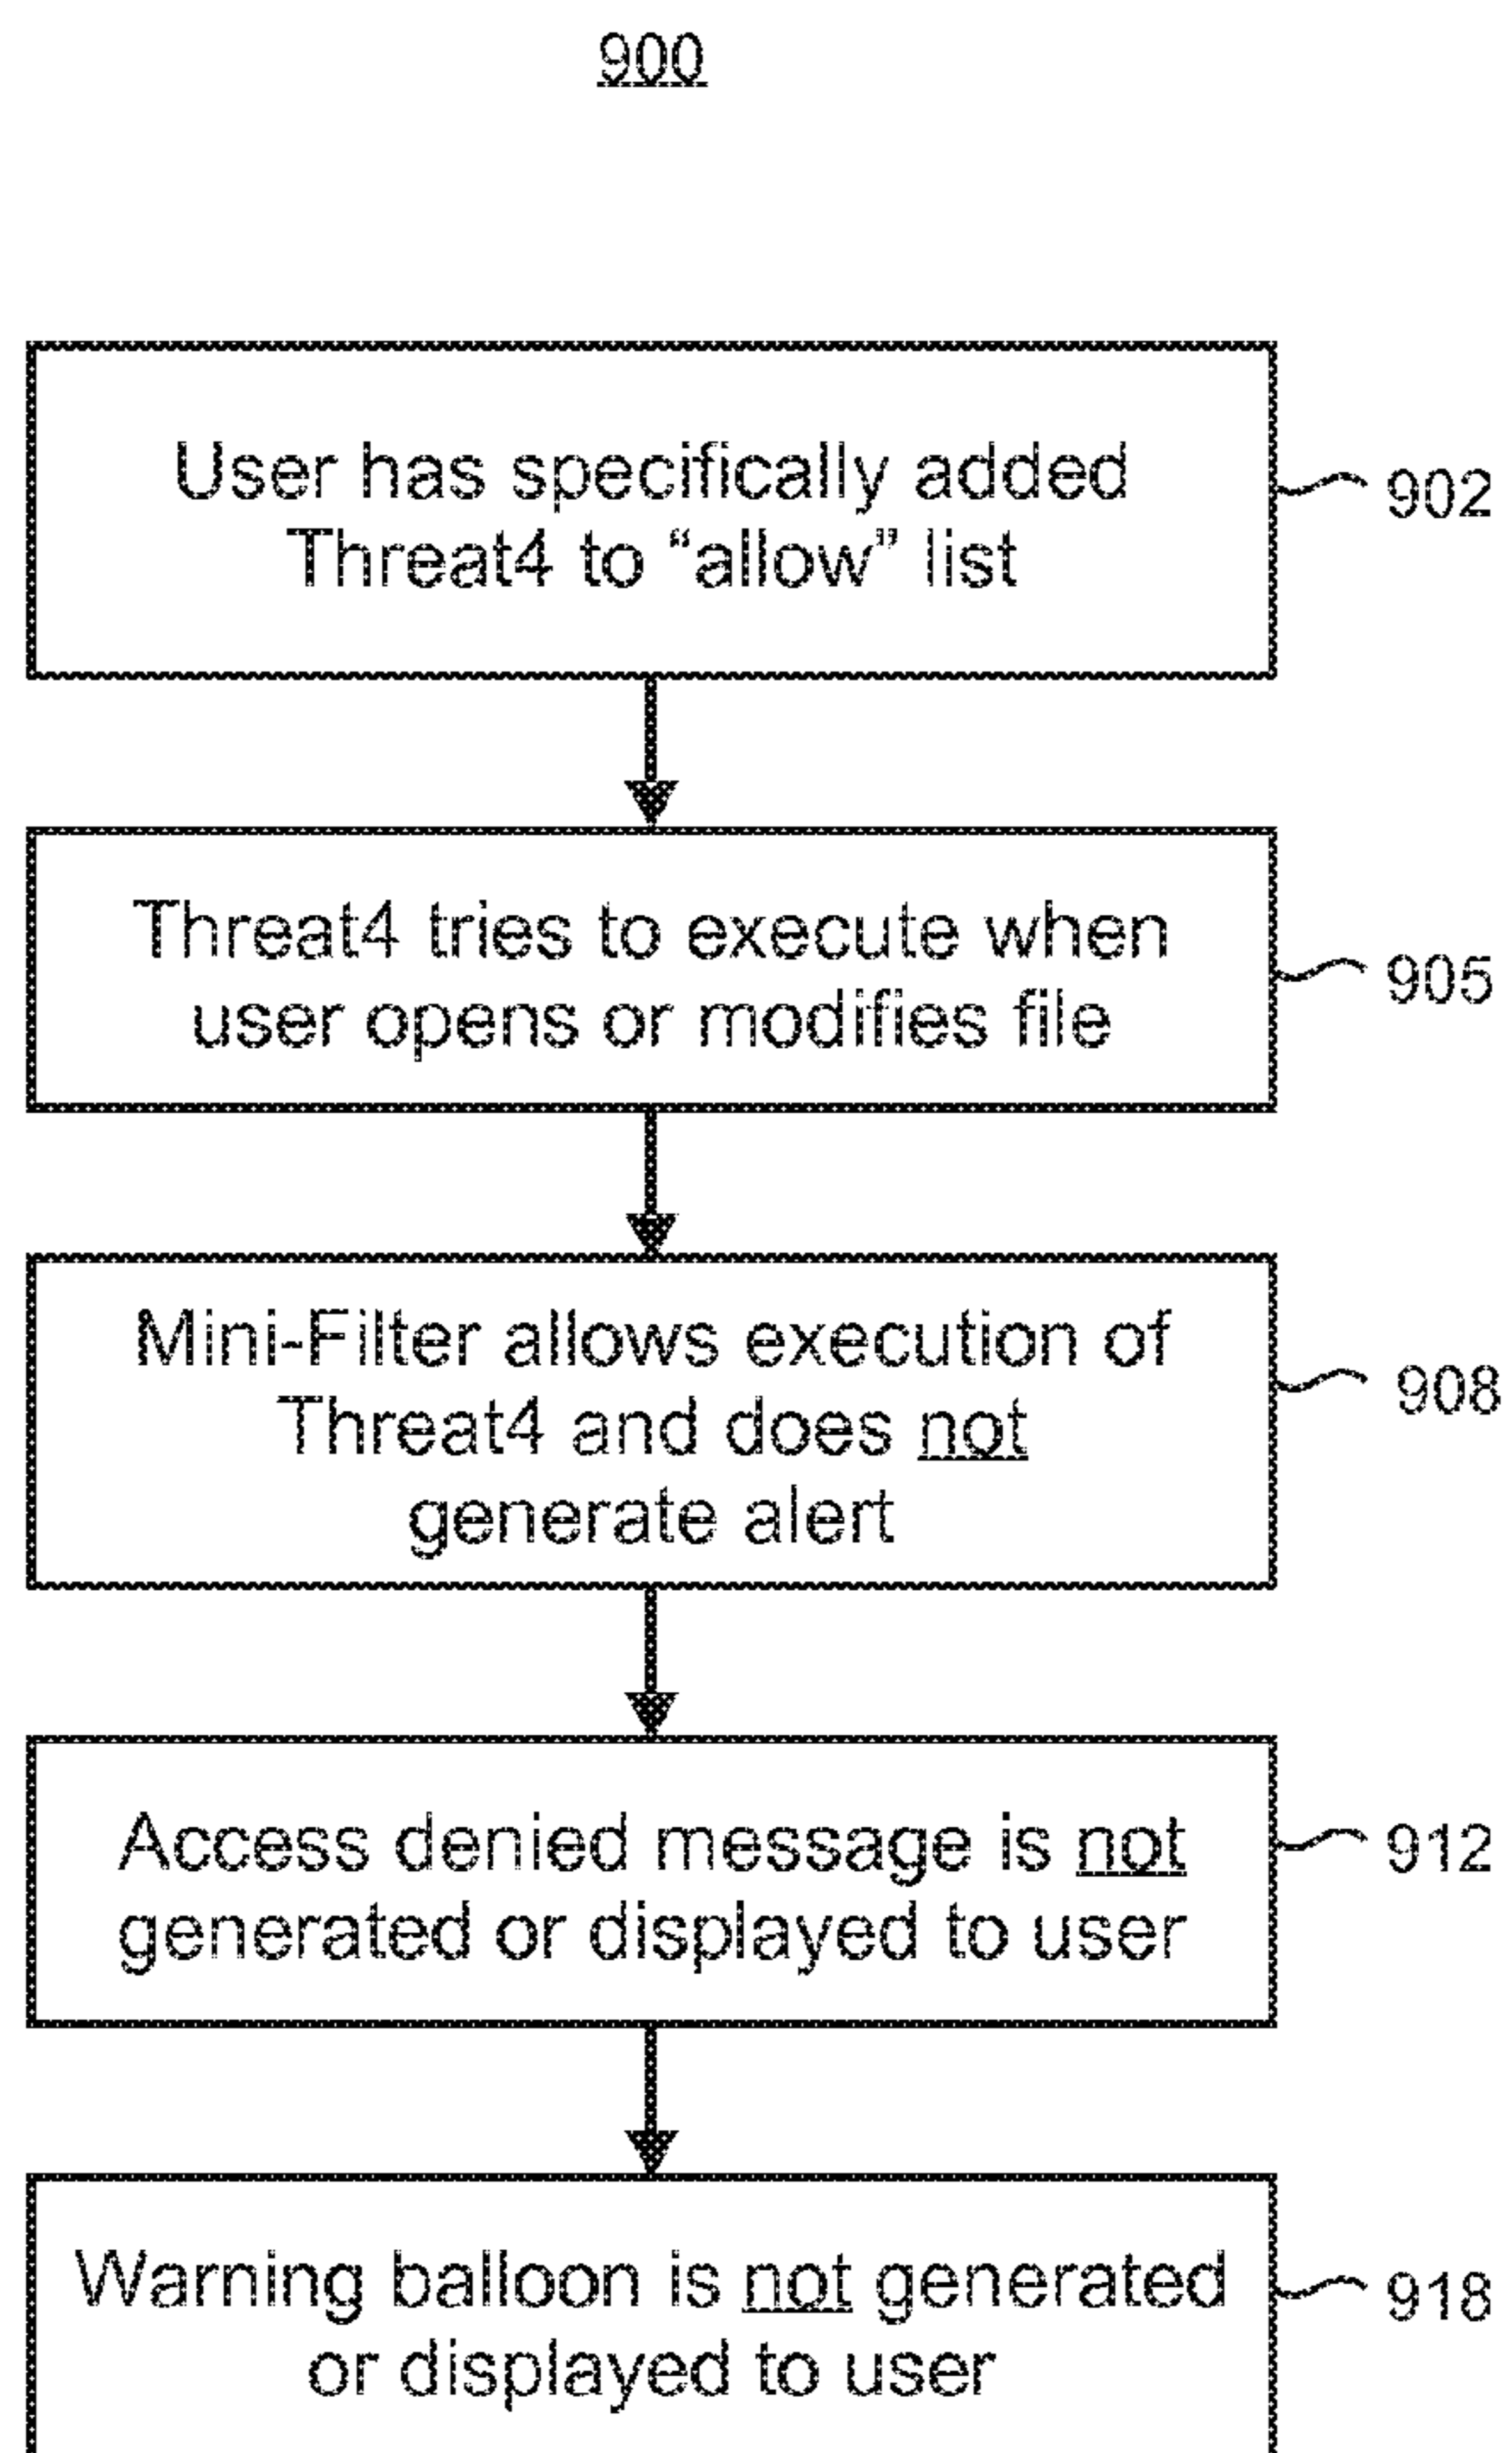 900
User has specifically added
Threat4 to “allow” list
902
Threat4 tries to execute when
user opens or modifies file
905
Mini-Filter allows execution of
Threat4 and does not
generate alert
908
Access denied message is not
generated or displayed to user
912
Warning balloon is not generated
or displayed to user
918